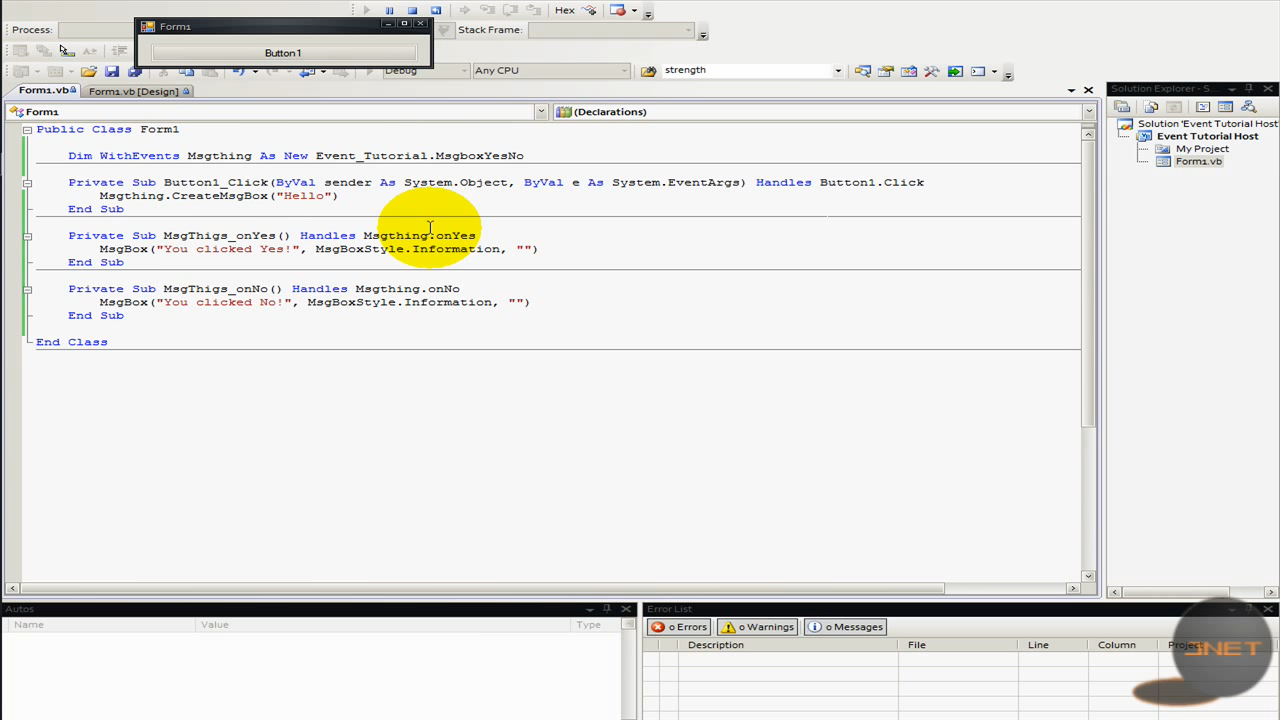 Hex
Form1
Process:
Stack Frame:
Button1
Debug
Any CPU
strength
Form1.vb
Form1.vb [Design]
Solution Explorer - S...
Form1
(Declarations)
Solution 'Event Tutorial Host
Event Tutorial Host
My Project
Form1.vb
Public Class Form1
Dim WithEvents Msgthing As New Event_Tutorial.MsgboxYesNo
Private Sub Button1_Click(ByVal sender As System.Object, ByVal e As System.EventArgs) Handles Button1.Click
Msgthing.CreateMsgBox("Hello")
End Sub
Private Sub MsgThigs_onYes() Handles Msgthing.onYes
MsgBox("You clicked Yes!", MsgBoxStyle.Information, "")
End Sub
Private Sub MsgThigs_onNo() Handles Msgthing.onNo
MsgBox("You clicked No!", MsgBoxStyle.Information, "")
End Sub
End Class
Autos
Name
Value
Type
Error List
0 Errors
0 Warnings
0 Messages
Description
File
Line
Column
Project
JNET